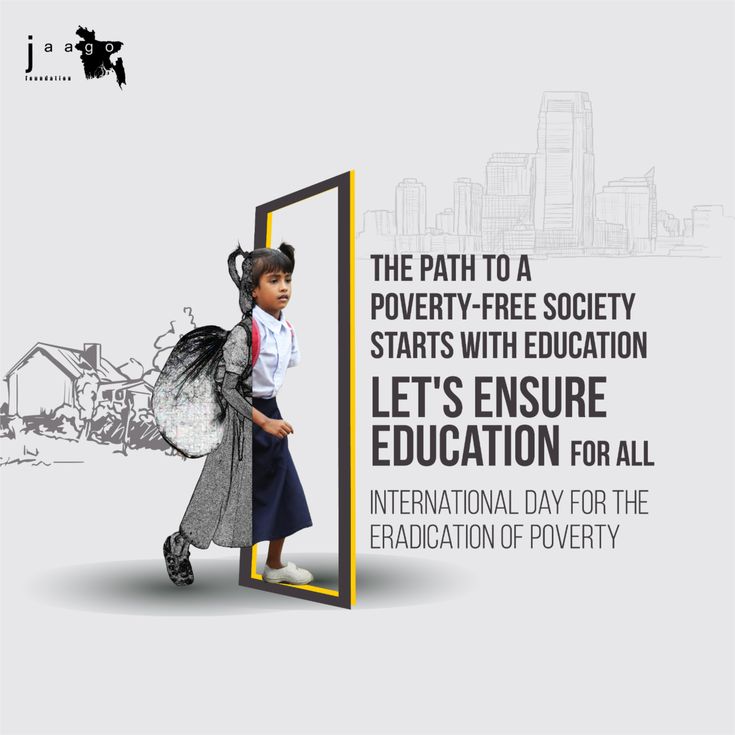 jaago
foundation
THE PATH TO A
POVERTY-FREE SOCIETY
STARTS WITH EDUCATION
LET'S ENSURE
EDUCATION FOR ALL
INTERNATIONAL DAY FOR THE
ERADICATION OF POVERTY